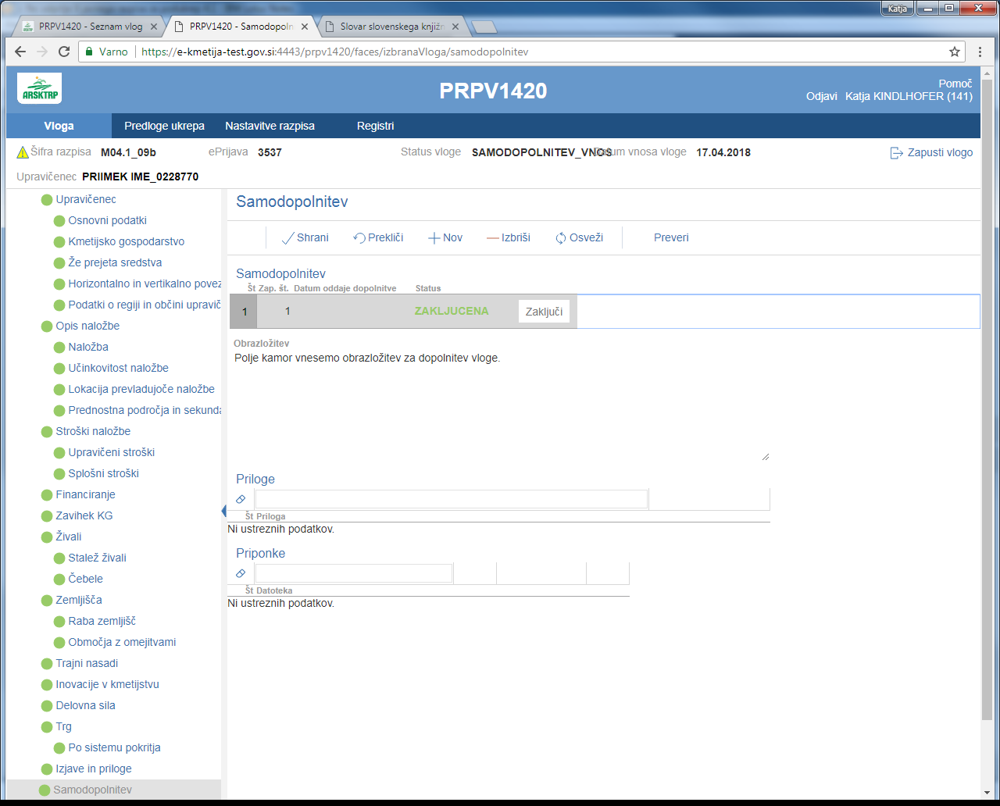 Katja
PRPV1420 - Seznam vlog
PRPV1420 - Samodopoln
Slovar slovenskega knjižn
Varno
https://e-kmetija-test.gov.si:4443/prpv1420/faces/izbranaVloga/samodopolnitev
ARSKTRP
PRPV1420
Pomoč
Odjavi Katja KINDLHOFER (141)
Vloga Predloge ukrepa Nastavitve razpisa Registri
Šifra razpisa M04.1_09b ePrijava 3537 Status vloge SAMODOPOLNITEV_VNOS Datum vnosa vloge 17.04.2018 Zapusti vlogo
Upravičenec PRIIMEK IME_0228770
Upravičenec
Osnovni podatki
Kmetijsko gospodarstvo
Že prejeta sredstva
Horizontalno in vertikalno povez
Podatki o regiji in občini upravič
Opis naložbe
Naložba
Učinkovitost naložbe
Lokacija prevladujoče naložbe
Prednostna področja in sekunda
Stroški naložbe
Upravičeni stroški
Splošni stroški
Financiranje
Zavihek KG
Živali
Stalež živali
Čebele
Zemljišča
Raba zemljišč
Območja z omejitvami
Trajni nasadi
Inovacije v kmetijstvu
Delovna sila
Trg
Po sistemu pokritja
Izjave in priloge
Samodopolnitev
Samodopolnitev
Shrani Prekliči Nov Izbriši Osveži Preveri
Samodopolnitev
Št Zap. št. Datum oddaje dopolnitve Status
1 1 ZAKLJUCENA Zaključi
Obrazložitev
Polje kamor vnesemo obrazložitev za dopolnitev vloge.
Priloge
Št Priloga
Ni ustreznih podatkov.
Priponke
Št Datoteka
Ni ustreznih podatkov.